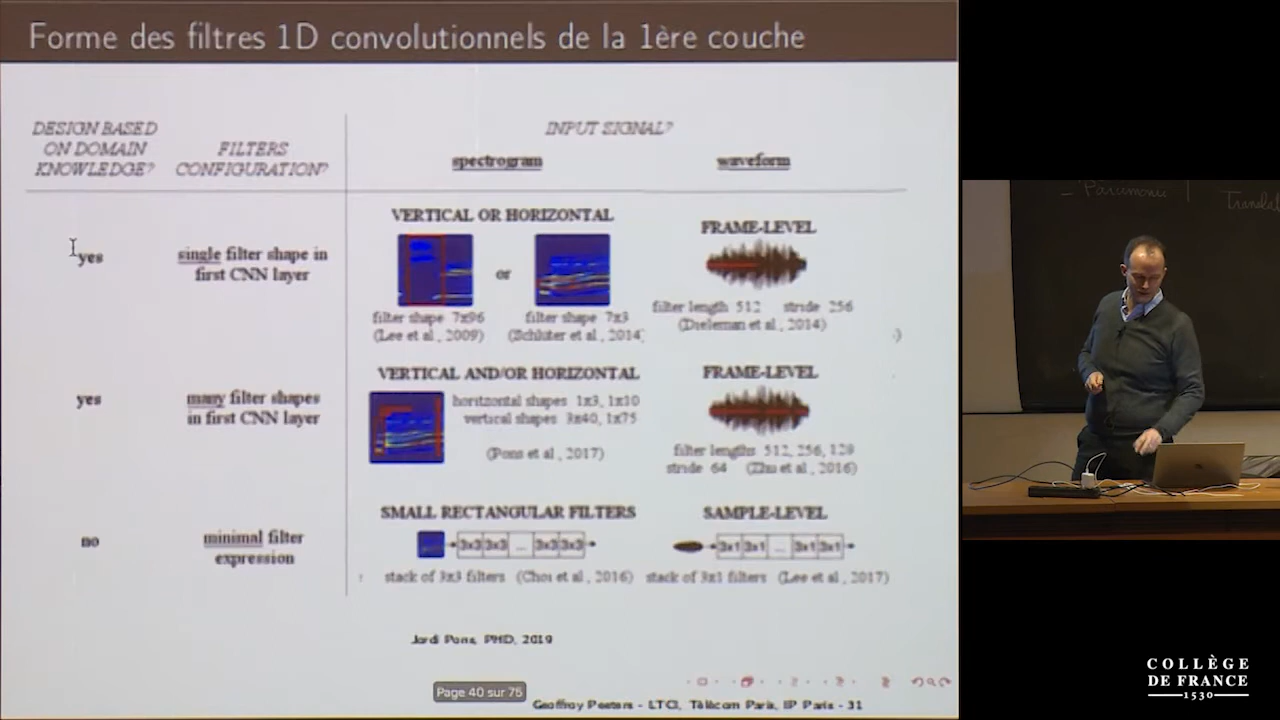 Forme des filtres 1D convolutionnels de la 1ère couche
DESIGN BASED
ON DOMAIN
KNOWLEDGE?
FILTERS
CONFIGURATION?
INPUT SIGNAL?
spectrogram
waveform
yes
single filter shape in
first CNN layer
VERTICAL OR HORIZONTAL
or
filter shape 7x96
(Lee et al., 2009)
filter shape 7x3
(Schluter et al., 2014
FRAME-LEVEL
filter length 512 stride 256
(Dieleman et al., 2014)
yes
many filter shapes
in first CNN layer
VERTICAL AND/OR HORIZONTAL
horitzontal shapes 1x3, 1x10
vertical shapes 3x40, 1x75
(Pons et al., 2017)
FRAME-LEVEL
filter lengths 512, 256, 128
stride 64 (Zhu et al., 2016)
no
minimal filter
expression
SMALL RECTANGULAR FILTERS
3x3 3x3 ... 3x3 3x3
stack of 3x3 filters (Choi et al., 2016)
SAMPLE-LEVEL
3x1 3x1 ... 3x1 3x1
stack of 3x1 filters (Lee et al., 2017)
Jordi Pons, PHD, 2019
Page 40 sur 75
Geoffroy Peeters - LTCI, Télécom Paris, IP Paris - 31
Parcimonie
Translat
COLLÈGE
DE FRANCE
1530